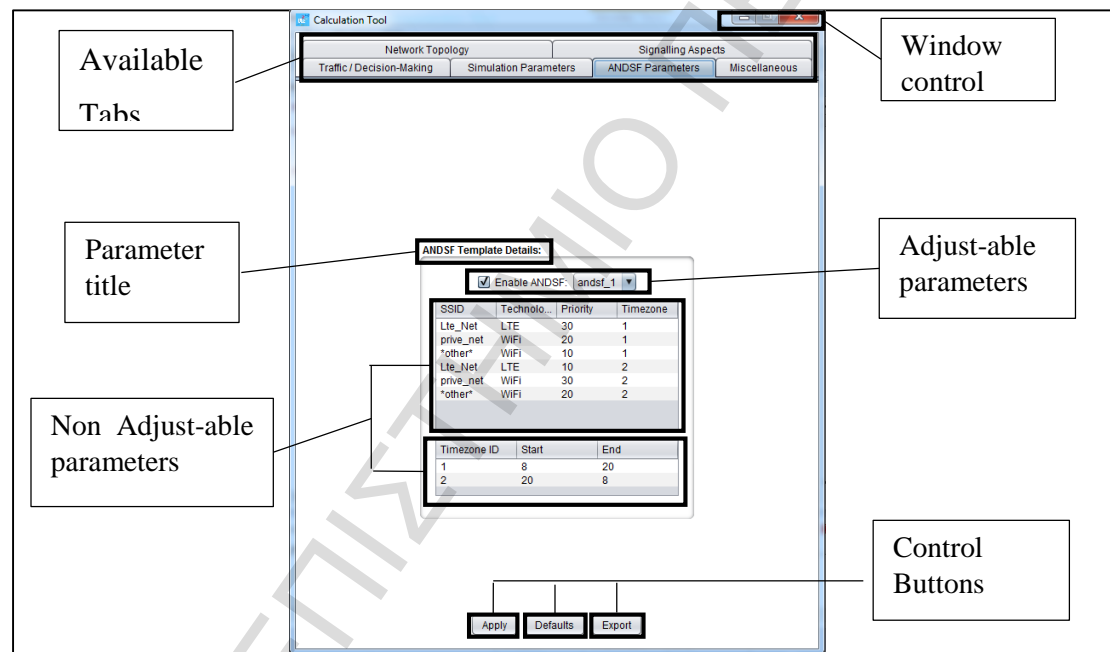 Calculation Tool
Network Topology
Signalling Aspects
Traffic / Decision-Making
Simulation Parameters
ANDSF Parameters
Miscellaneous
Available
Tabs
Window
control
Parameter
title
Adjust-able
parameters
ANDSF Template Details:
Enable ANDSF: andsf_1
SSID Technolo... Priority Timezone
Lte_Net LTE 30 1
prive_net WiFi 20 1
*other* WiFi 10 1
Lte_Net LTE 10 2
prive_net WiFi 30 2
*other* WiFi 20 2
Non Adjust-able
parameters
Timezone ID Start End
1 8 20
2 20 8
Control
Buttons
Apply
Defaults
Export